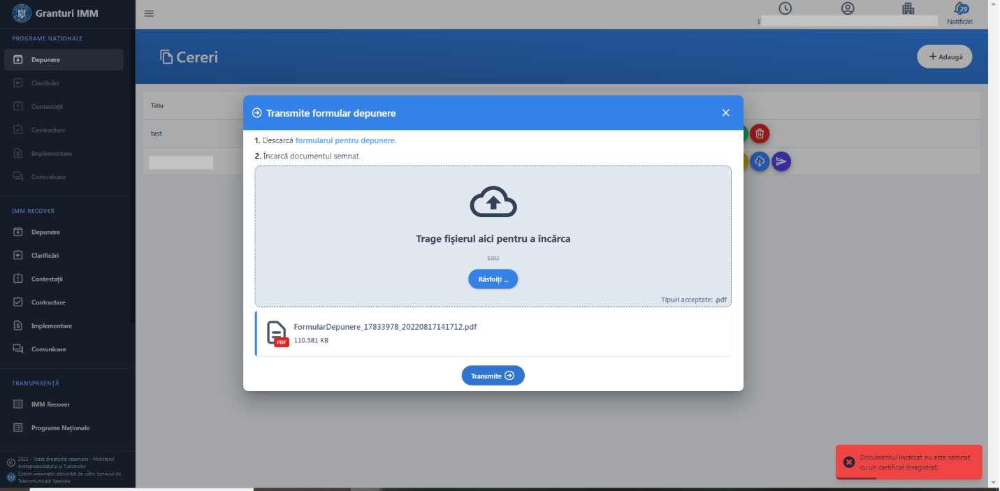 Granturi IMM
29
1
Notificări
PROGRAME NAȚIONALE
Depunere
Clarificări
Contestații
Contractare
Implementare
Comunicare
IMM RECOVER
Depunere
Clarificări
Contestații
Contractare
Implementare
Comunicare
TRANSPARENȚĂ
IMM Recover
Programe Naționale
2022 - Toate drepturile rezervate - Ministerul
Antreprenoriatului și Turismului
Sistem informatic dezvoltat de către Serviciul de
Telecomunicații Speciale
Cereri
Adaugă
Titlu
test
Transmite formular depunere
1. Descarcă formularul pentru depunere.
2. Încarcă documentul semnat.
Trage fișierul aici pentru a încărca
sau
Răsfoiți ...
Tipuri acceptate: .pdf
PDF
FormularDepunere_17833978_20220817141712.pdf
110.581 KB
Transmite
Documentul încărcat nu este semnat
cu un certificat înregistrat.